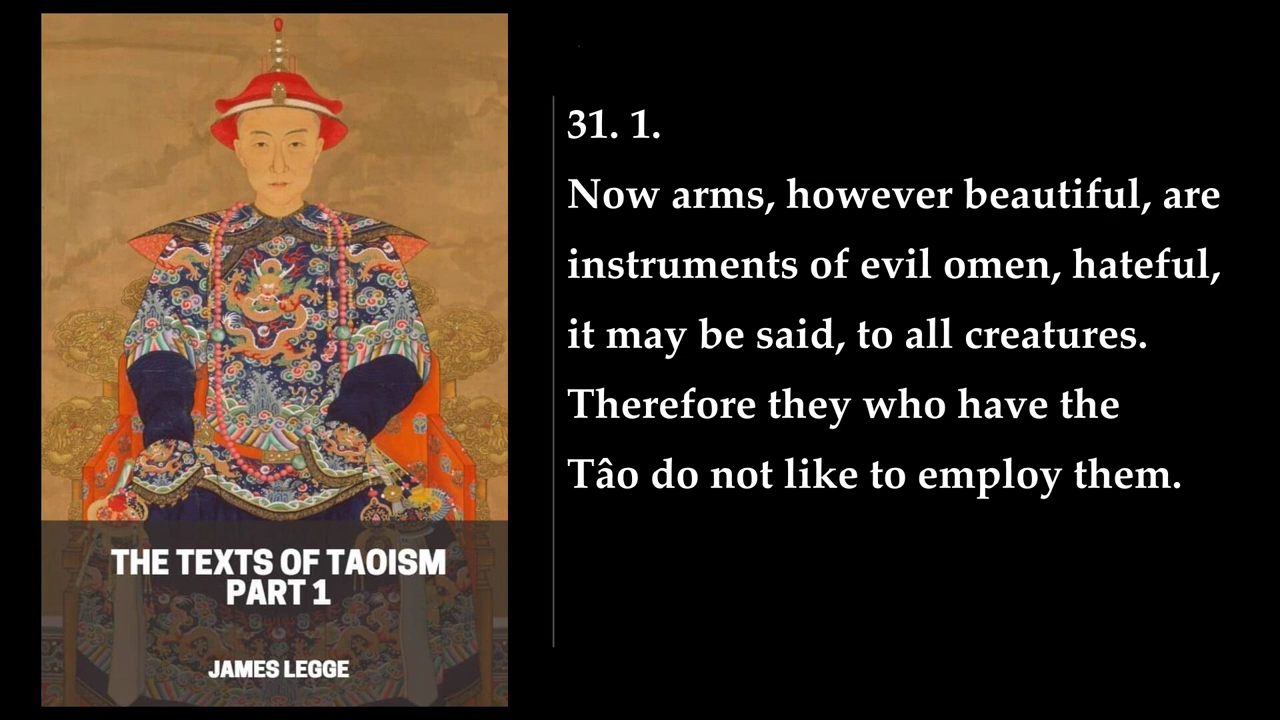 THE TEXTS OF TAOISM
PART 1
JAMES LEGGE
31. 1.
Now arms, however beautiful, are
instruments of evil omen, hateful,
it may be said, to all creatures.
Therefore they who have the
Tâo do not like to employ them.